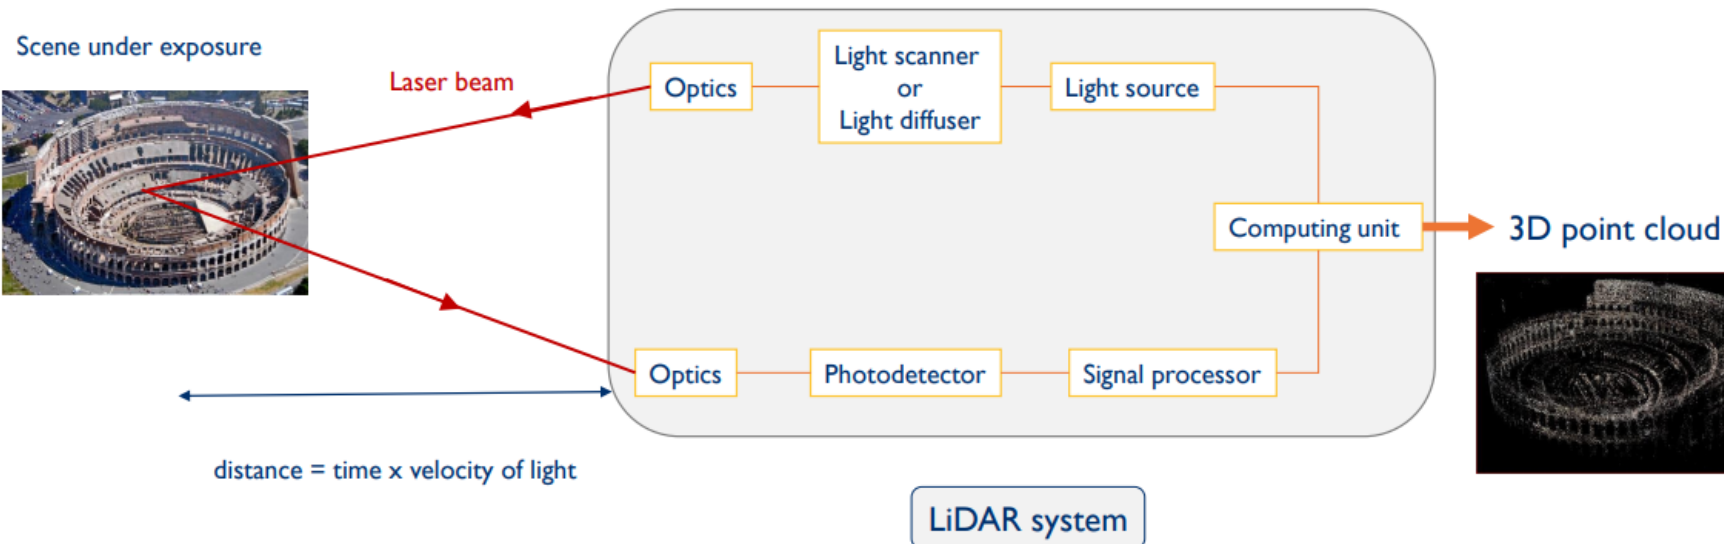 Scene under exposure
Laser beam
Optics
Light scanner
or
Light diffuser
Light source
Computing unit
3D point cloud
Optics
Photodetector
Signal processor
distance = time x velocity of light
LiDAR system